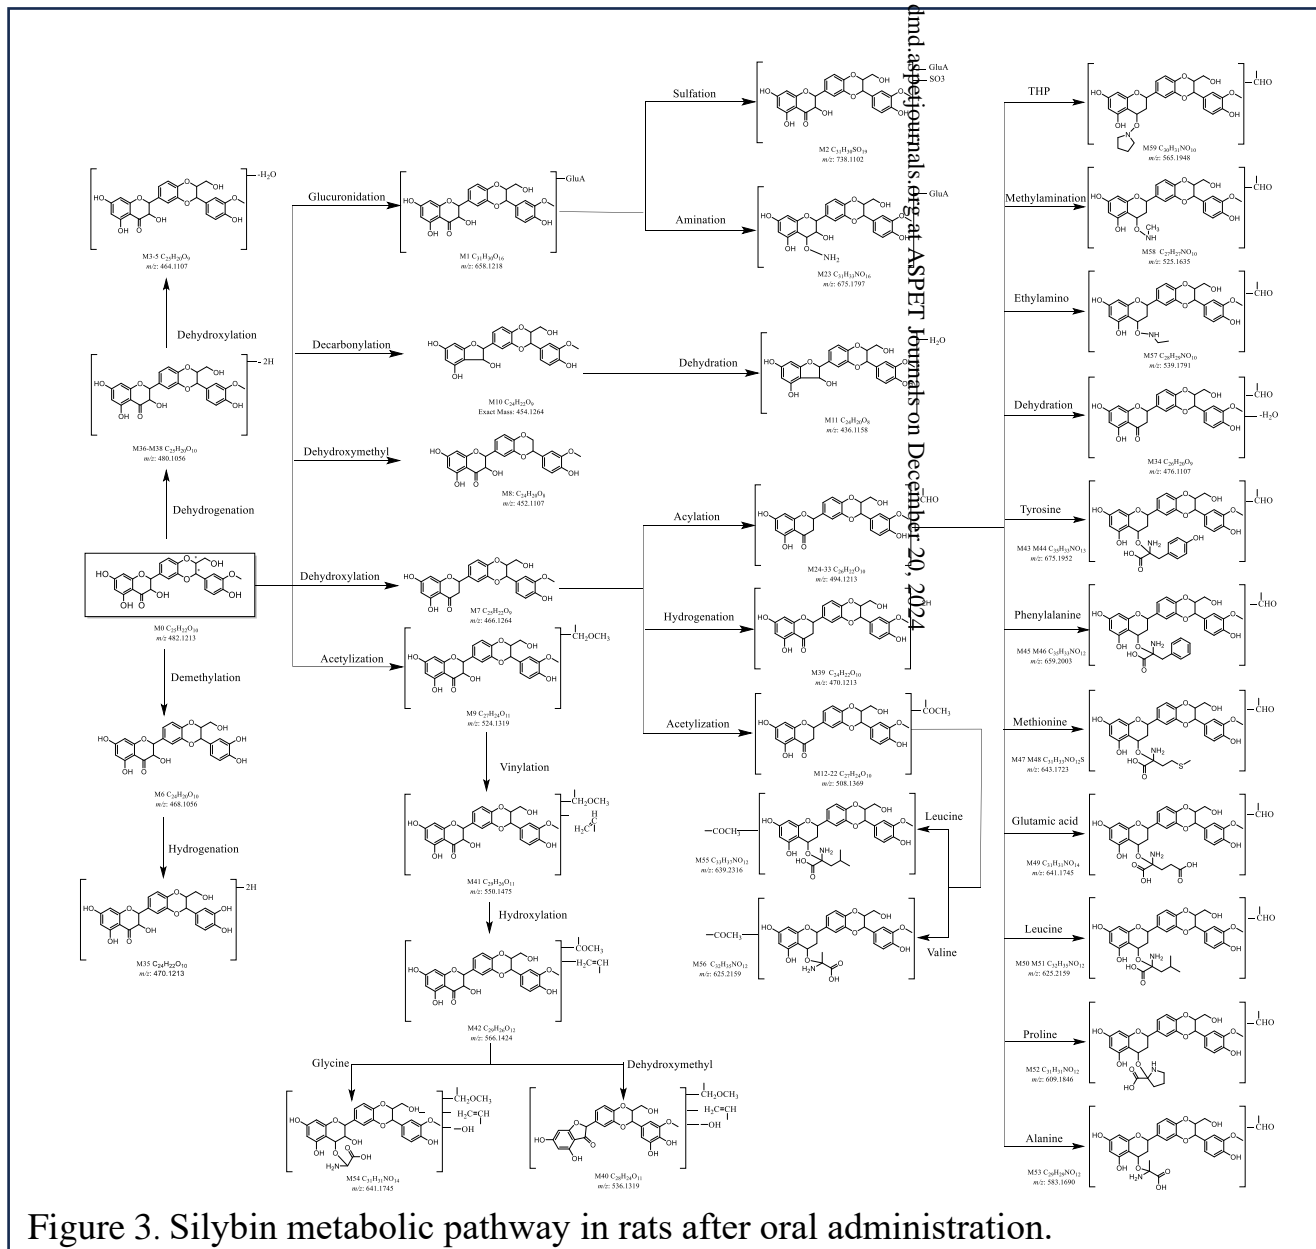 dmd.aspetjournals.org at ASPET Journals on December 20, 2024
-H₂O
M3-5 C₂₅H₂₀O₉
m/z: 464.1107
Dehydroxylation
- 2H
M36-M38 C₂₅H₂₀O₁₀
m/z: 480.1056
Dehydrogenation
M0 C₂₅H₂₂O₁₀
m/z 482.1213
Demethylation
M6 C₂₄H₂₀O₁₀
m/z: 468.1056
Hydrogenation
2H
M35 C₂₄H₂₂O₁₀
m/z: 470.1213
Glucuronidation
GluA
M1 C₃₁H₃₀O₁₆
m/z: 658.1218
Decarbonylation
M10 C₂₄H₂₂O₉
Exact Mass: 454.1264
Dehydroxymethyl
M8: C₂₄H₂₀O₈
m/z: 452.1107
Dehydroxylation
M7 C₂₅H₂₂O₉
m/z: 466.1264
Acetylization
CH₂OCH₃
M9 C₂₇H₂₄O₁₁
m/z: 524.1319
Vinylation
CH₂OCH₃
M41 C₂₉H₂₆O₁₁
m/z: 550.1475
Hydroxylation
COCH₃
H₂C=CH
M42 C₂₉H₂₆O₁₂
m/z: 566.1424
Glycine
CH₂OCH₃
H₂C=CH
-OH
M54 C₃₁H₃₁NO₁₄
m/z: 641.1745
Dehydroxymethyl
CH₂OCH₃
H₂C=CH
-OH
M40 C₂₈H₂₄O₁₁
m/z: 536.1319
Sulfation
GluA
SO3
M2 C₃₁H₃₀SO₁₉
m/z: 738.1102
Amination
GluA
M23 C₃₁H₃₃NO₁₆
m/z: 675.1797
Dehydration
H₂O
M11 C₂₄H₂₀O₈
m/z: 436.1158
Acylation
CHO
M24-33 C₂₆H₂₂O₁₀
m/z: 494.1213
Hydrogenation
M39 C₂₄H₂₂O₁₀
m/z: 470.1213
Acetylization
COCH₃
M12-22 C₂₇H₂₄O₁₀
m/z: 508.1369
Leucine
COCH₃
M55 C₃₃H₃₇NO₁₂
m/z: 639.2316
Valine
COCH₃
M56 C₃₂H₃₅NO₁₂
m/z: 625.2159
THP
CHO
M59 C₃₀H₃₁NO₁₀
m/z: 565.1948
Methylamination
CHO
M58 C₂₇H₂₇NO₁₀
m/z: 525.1635
Ethylamino
CHO
M57 C₂₈H₂₉NO₁₀
m/z: 539.1791
Dehydration
CHO
-H₂O
M34 C₂₆H₂₀O₉
m/z: 476.1107
Tyrosine
CHO
M43 M44 C₃₅H₃₃NO₁₃
m/z: 675.1952
Phenylalanine
CHO
M45 M46 C₃₅H₃₃NO₁₂
m/z: 659.2003
Methionine
CHO
M47 M48 C₃₁H₃₃NO₁₂S
m/z: 643.1723
Glutamic acid
CHO
M49 C₃₁H₃₁NO₁₄
m/z: 641.1745
Leucine
CHO
M50 M51 C₃₂H₃₅NO₁₂
m/z: 625.2159
Proline
CHO
M52 C₃₁H₃₁NO₁₂
m/z: 609.1846
Alanine
CHO
M53 C₂₉H₂₉NO₁₂
m/z: 583.1690
Figure 3. Silybin metabolic pathway in rats after oral administration.